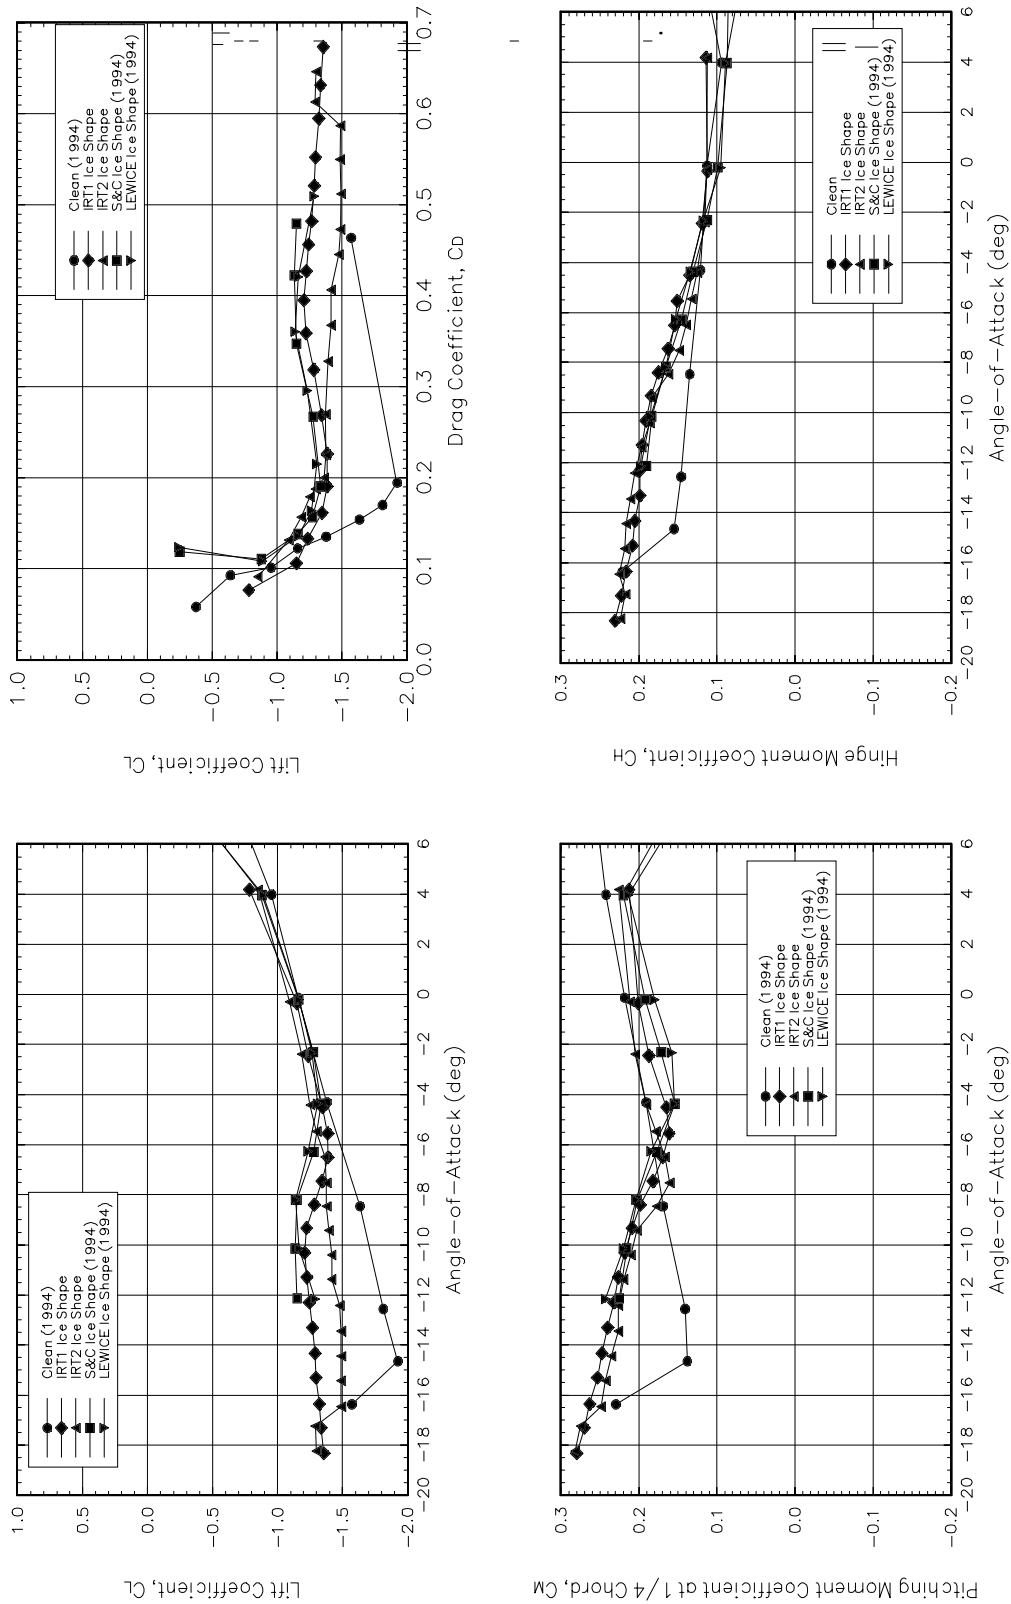 Lift Coefficient, CL
1.0
0.5
0.0
−0.5
−1.0
−1.5
−2.0
Clean (1994)
IRT1 Ice Shape
IRT2 Ice Shape
S&C Ice Shape (1994)
LEWICE Ice Shape (1994)
−20 −18 −16 −14 −12 −10 −8 −6 −4 −2 0 2 4 6
Angle−of−Attack (deg)
Lift Coefficient, CL
1.0
0.5
0.0
−0.5
−1.0
−1.5
−2.0
Clean (1994)
IRT1 Ice Shape
IRT2 Ice Shape
S&C Ice Shape (1994)
LEWICE Ice Shape (1994)
0.0 0.1 0.2 0.3 0.4 0.5 0.6 0.7
Drag Coefficient, CD
Pitching Moment Coefficient at 1/4 Chord, CM
0.3
0.2
0.1
0.0
−0.1
−0.2
Clean (1994)
IRT1 Ice Shape
IRT2 Ice Shape
S&C Ice Shape (1994)
LEWICE Ice Shape (1994)
−20 −18 −16 −14 −12 −10 −8 −6 −4 −2 0 2 4 6
Angle−of−Attack (deg)
Hinge Moment Coefficient, CH
0.3
0.2
0.1
0.0
−0.1
−0.2
Clean
IRT1 Ice Shape
IRT2 Ice Shape
S&C Ice Shape (1994)
LEWICE Ice Shape (1994)
−20 −18 −16 −14 −12 −10 −8 −6 −4 −2 0 2 4 6
Angle−of−Attack (deg)